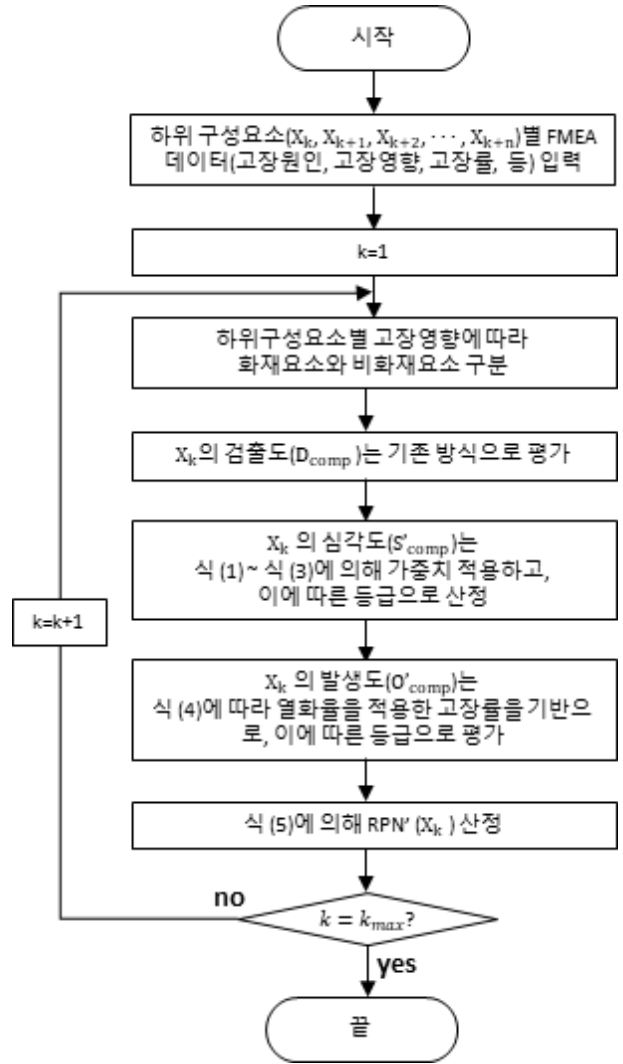 시작
하위 구성요소(X_k, X_{k+1}, X_{k+2}, ⋯, X_{k+n})별 FMEA
데이터(고장원인, 고장영향, 고장률, 등) 입력
k=1
하위구성요소별 고장영향에 따라
화재요소와 비화재요소 구분
X_k의 검출도(D_comp)는 기존 방식으로 평가
X_k 의 심각도(S'_comp)는
식 (1) ~ 식 (3)에 의해 가중치 적용하고,
이에 따른 등급으로 산정
k=k+1
X_k 의 발생도(O'_comp)는
식 (4)에 따라 열화율을 적용한 고장률을 기반으
로, 이에 따른 등급으로 평가
식 (5)에 의해 RPN' (X_k ) 산정
no
k = k_max?
yes
끝